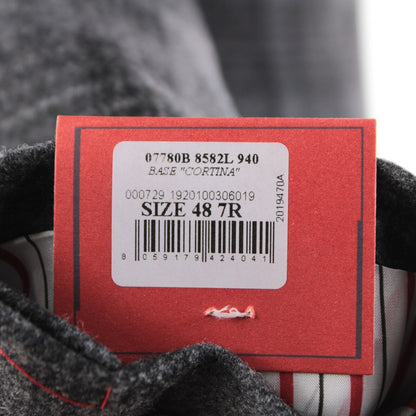 07780B 8582L 940
BASE "CORTINA"
000729 1920100306019
SIZE 48 7R
8 059179 424041
2019470A